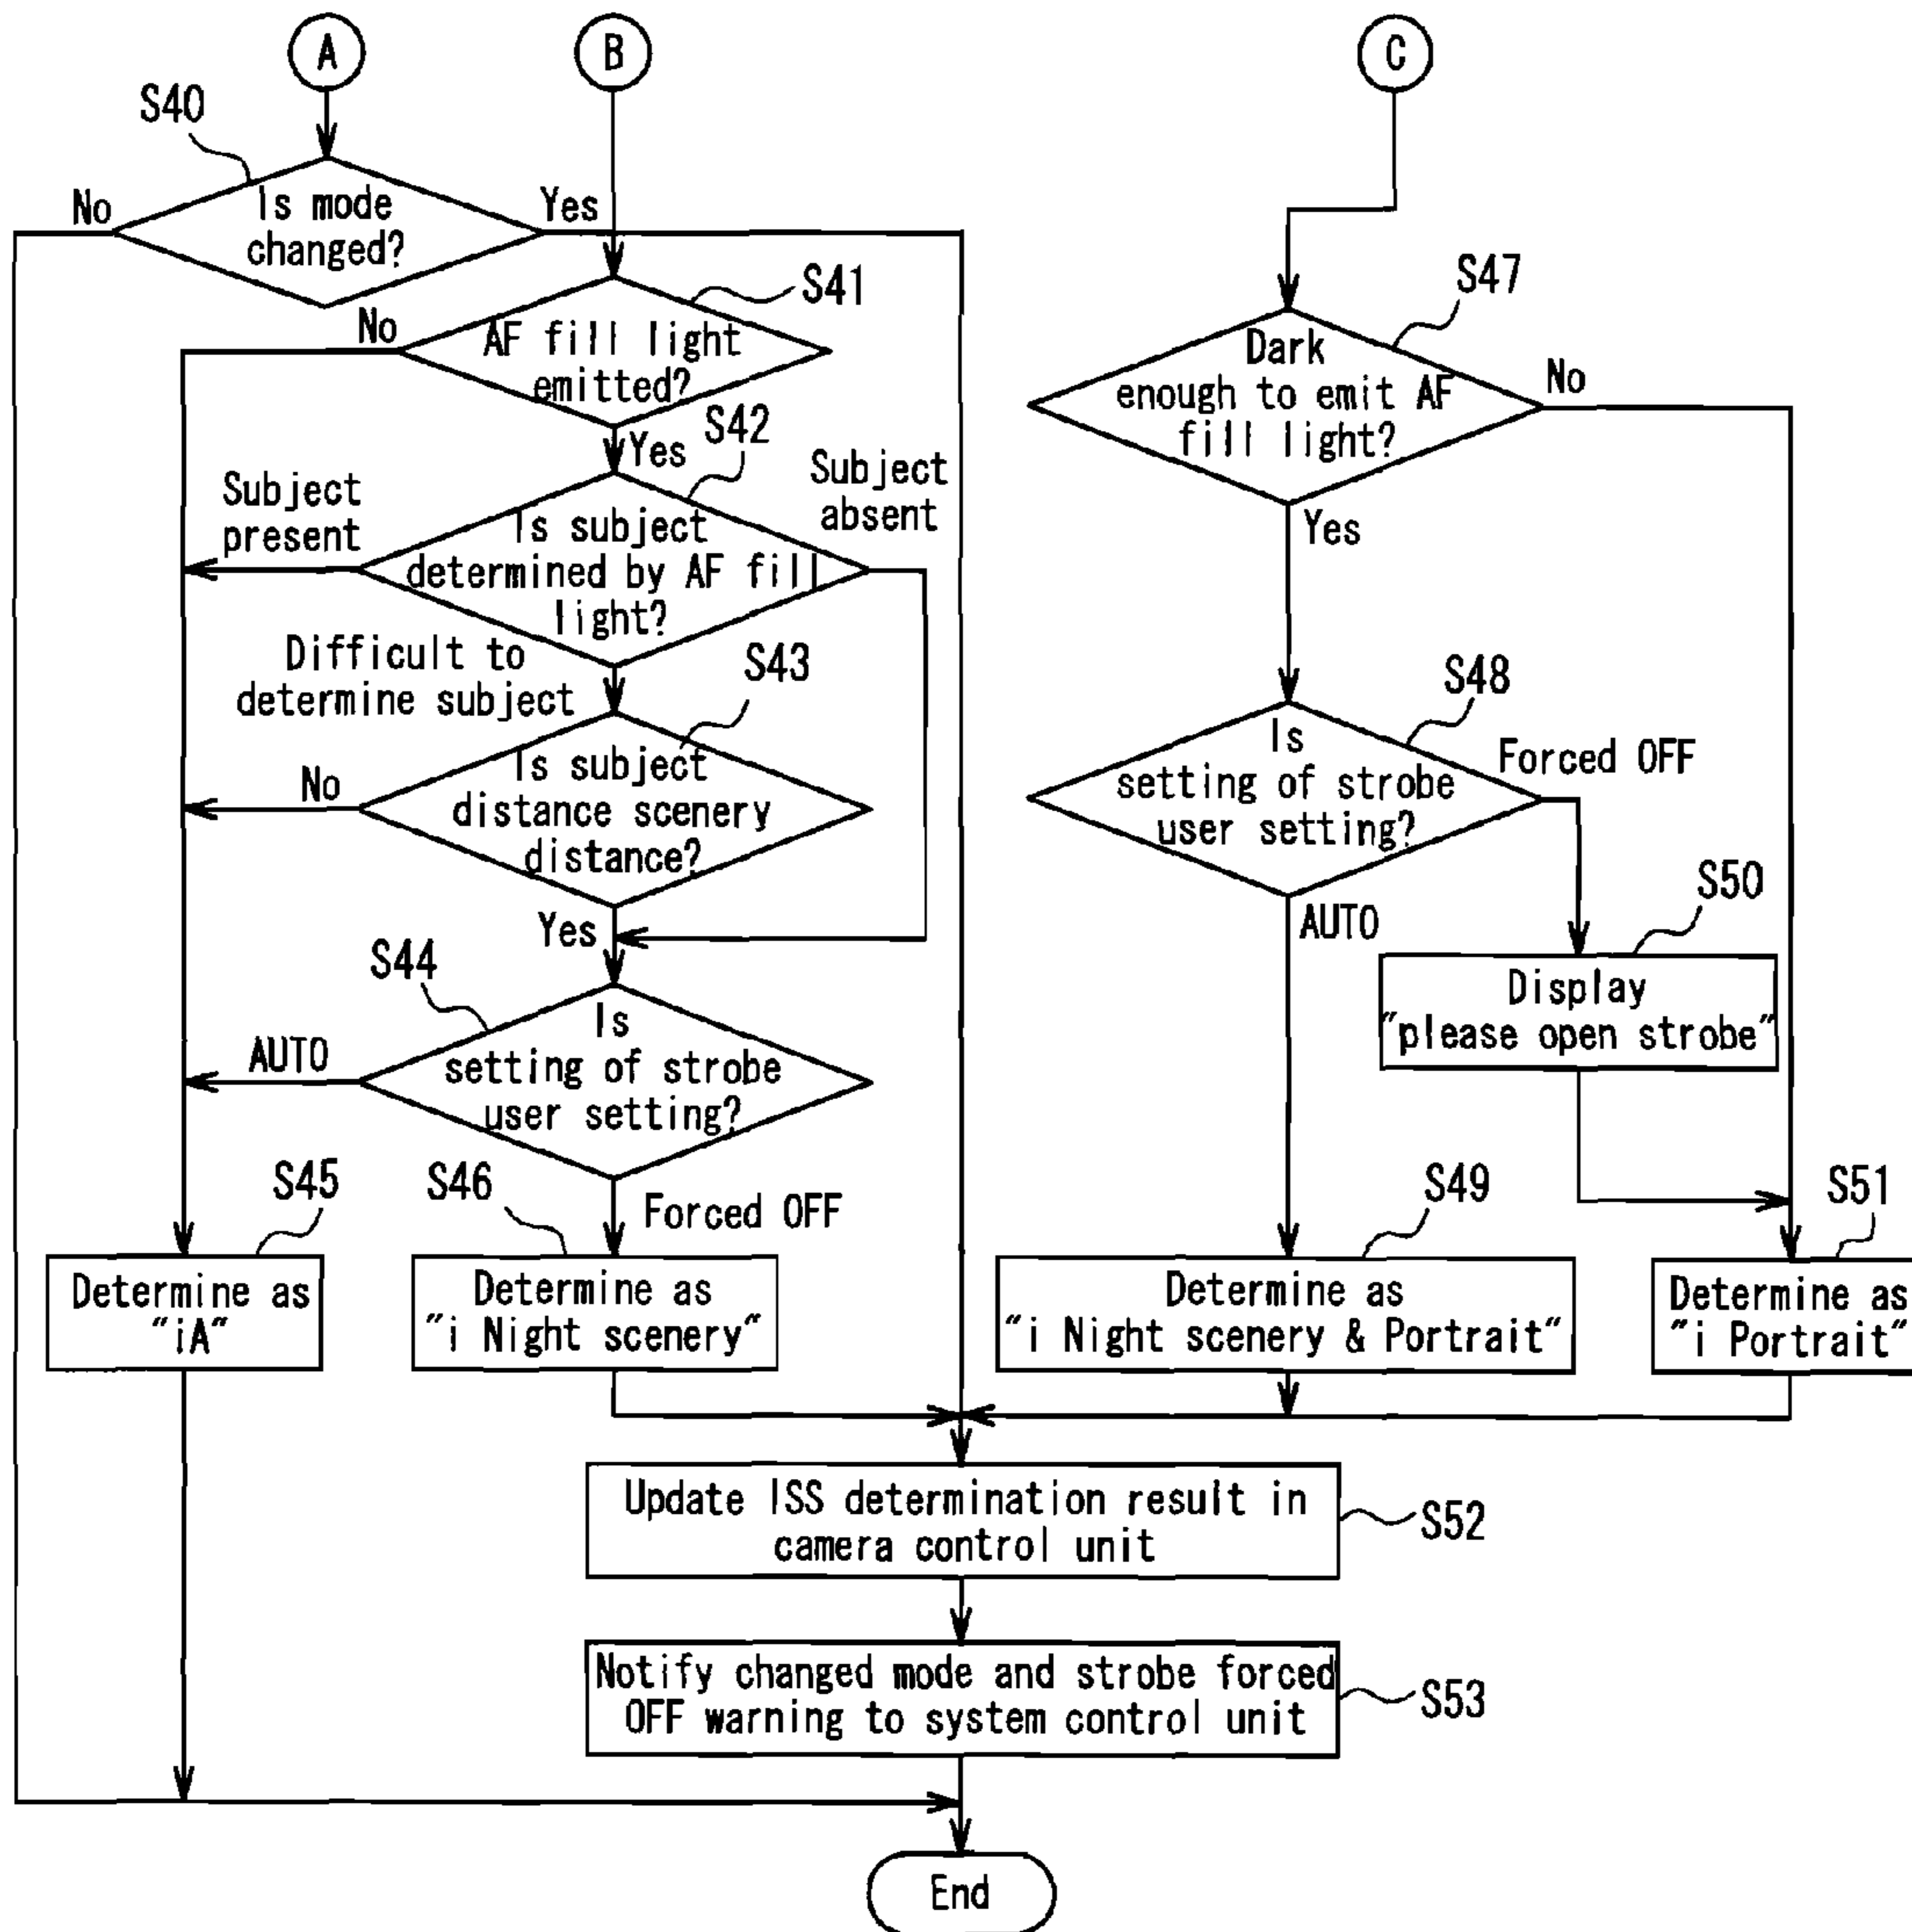 A
B
C
S40
Is mode
changed?
No
Yes
S41
AF fill light
emitted?
No
Yes
S42
Is subject
determined by AF fill
light?
Subject
present
Subject
absent
Difficult to
determine subject
S43
Is subject
distance scenery
distance?
No
Yes
S44
Is
setting of strobe
user setting?
AUTO
Forced OFF
S45
Determine as
"iA"
S46
Determine as
"i Night scenery"
S47
Dark
enough to emit AF
fill light?
No
Yes
S48
Is
setting of strobe
user setting?
Forced OFF
AUTO
S50
Display
"please open strobe"
S49
Determine as
"i Night scenery & Portrait"
S51
Determine as
"i Portrait"
Update ISS determination result in
camera control unit
S52
Notify changed mode and strobe forced
OFF warning to system control unit
S53
End